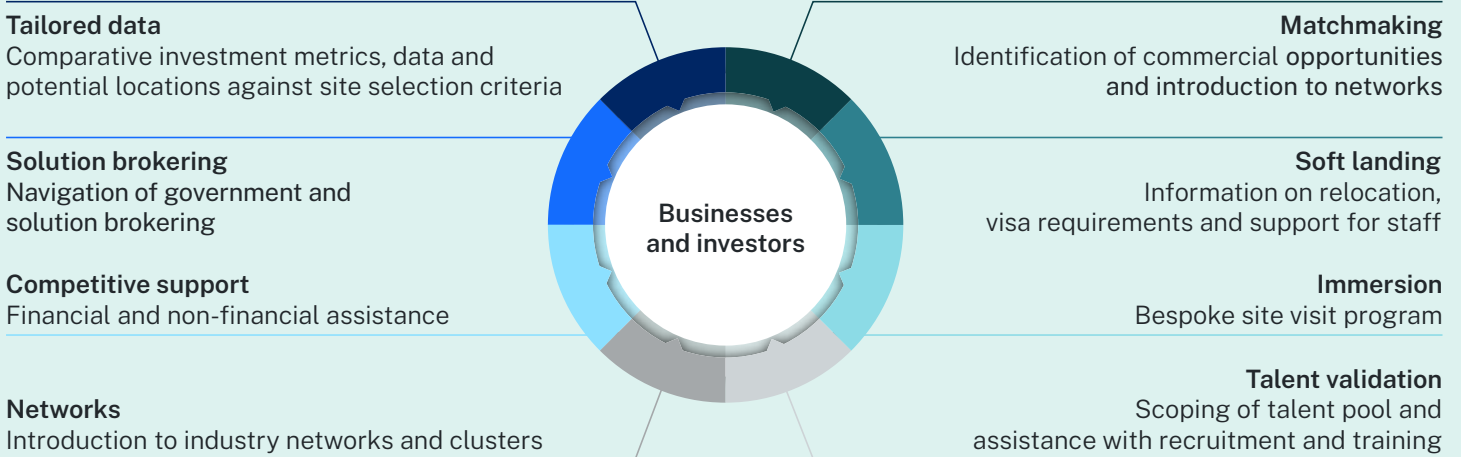 Tailored data
Comparative investment metrics, data and
potential locations against site selection criteria
Solution brokering
Navigation of government and
solution brokering
Competitive support
Financial and non-financial assistance
Networks
Introduction to industry networks and clusters
Businesses
and investors
Matchmaking
Identification of commercial opportunities
and introduction to networks
Soft landing
Information on relocation,
visa requirements and support for staff
Immersion
Bespoke site visit program
Talent validation
Scoping of talent pool and
assistance with recruitment and training